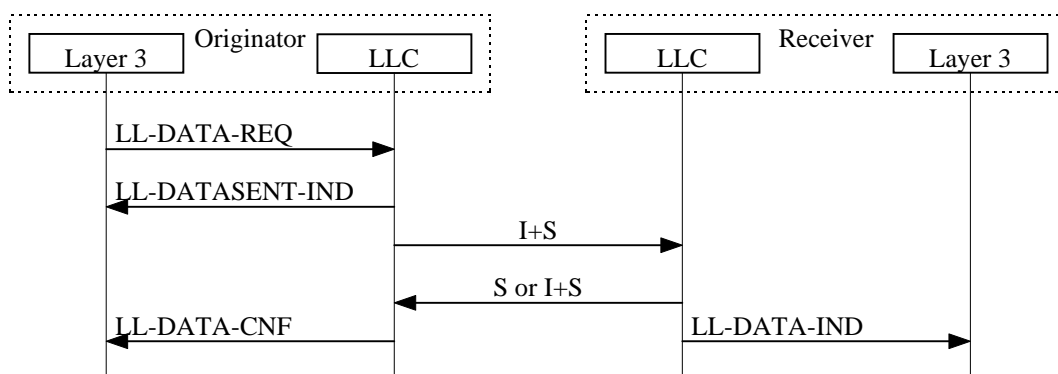 Originator
Receiver
Layer 3
LLC
LLC
Layer 3
LL-DATA-REQ
LL-DATASENT-IND
I+S
S or I+S
LL-DATA-CNF
LL-DATA-IND